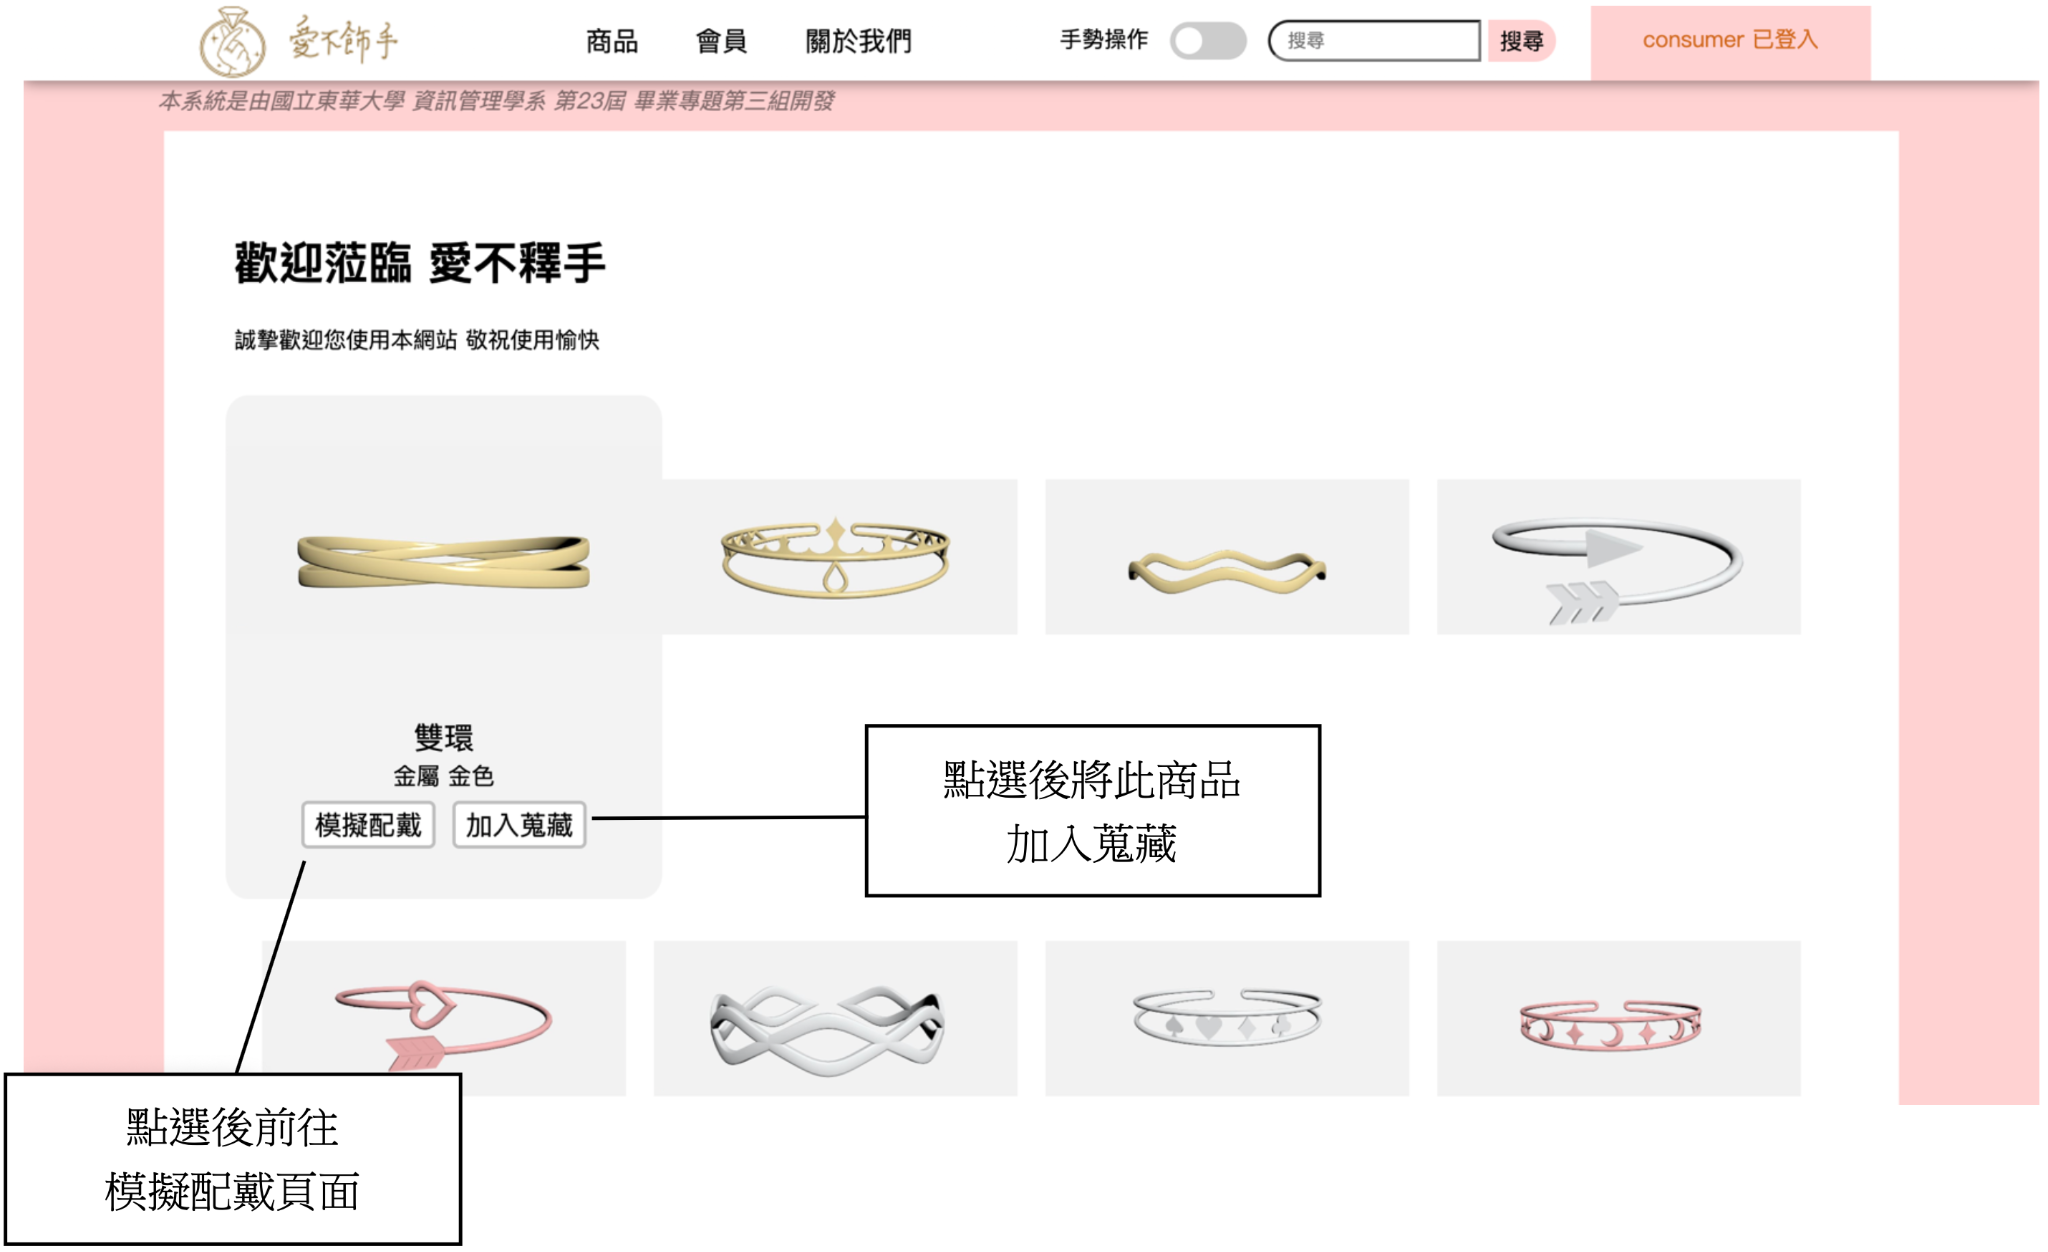 愛不飾手
商品 會員 關於我們 手勢操作 搜尋 搜尋 consumer 已登入
本系統是由國立東華大學 資訊管理學系 第23屆 畢業專題第三組開發
歡迎蒞臨 愛不釋手
誠摯歡迎您使用本網站 敬祝使用愉快
雙環
金屬 金色
模擬配戴 加入蒐藏
點選後將此商品
加入蒐藏
點選後前往
模擬配戴頁面